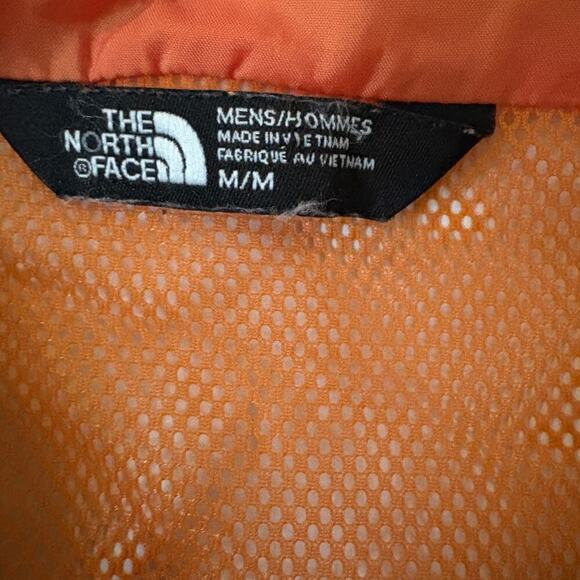 THE
NORTH
®FACE
MENS/HOMMES
MADE IN VIETNAM
FABRIQUÉ AU VIETNAM
M/M